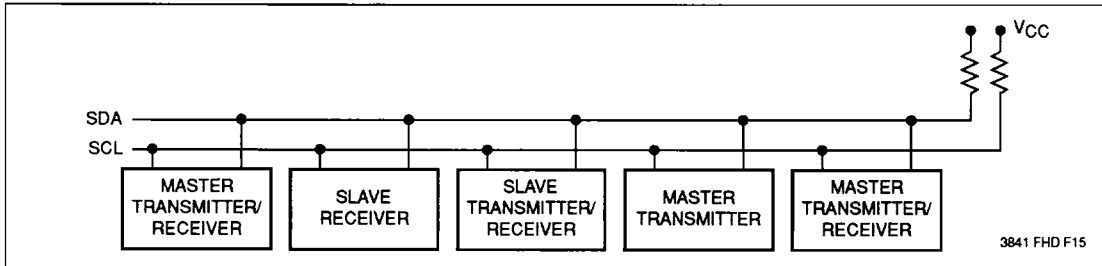 VCC
SDA
SCL
MASTER
TRANSMITTER/
RECEIVER
SLAVE
RECEIVER
SLAVE
TRANSMITTER/
RECEIVER
MASTER
TRANSMITTER
MASTER
TRANSMITTER/
RECEIVER
3841 FHD F15